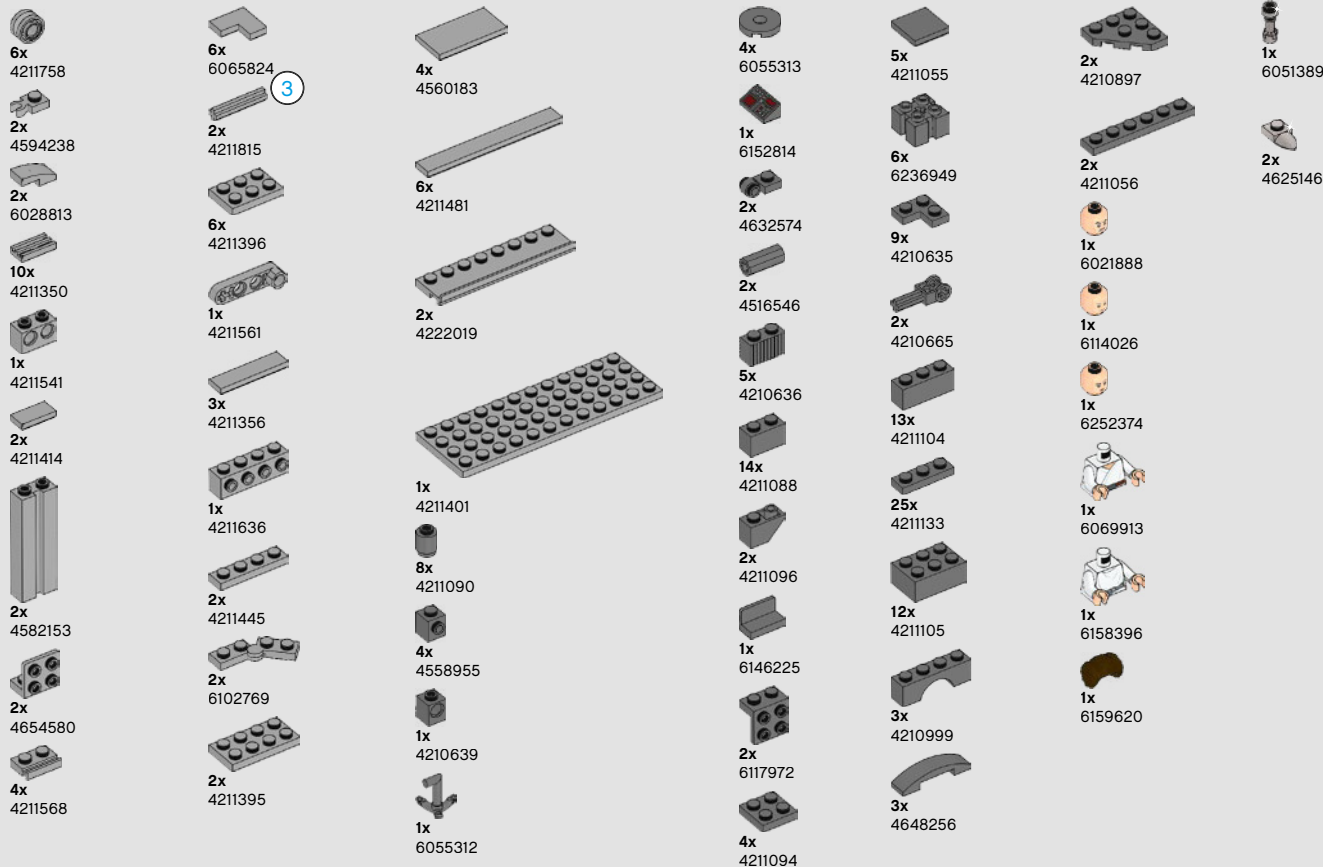 6x
4211758
2x
4594238
2x
6028813
10x
4211350
1x
4211541
2x
4211414
2x
4582153
2x
4654580
4x
4211568
6x
6065824
3
2x
4211815
6x
4211396
1x
4211561
3x
4211356
1x
4211636
2x
4211445
2x
6102769
2x
4211395
4x
4560183
6x
4211481
2x
4222019
1x
4211401
8x
4211090
4x
4558955
1x
4210639
1x
6055312
4x
6055313
1x
6152814
2x
4632574
2x
4516546
5x
4210636
14x
4211088
2x
4211096
1x
6146225
2x
6117972
4x
4211094
5x
4211055
6x
6236949
9x
4210635
2x
4210665
13x
4211104
25x
4211133
12x
4211105
3x
4210999
3x
4648256
2x
4210897
2x
4211056
1x
6021888
1x
6114026
1x
6252374
1x
6069913
1x
6158396
1x
6159620
1x
6051389
2x
4625146